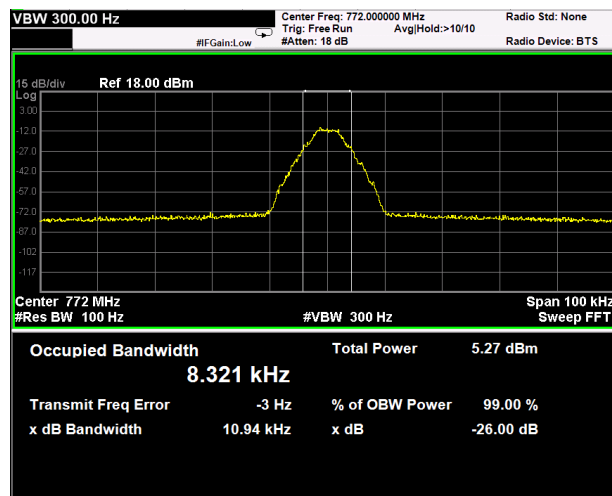 VBW 300.00 Hz
Center Freq: 772.000000 MHz
Radio Std: None
Trig: Free Run
Avg|Hold:>10/10
#IFGain:Low
#Atten: 18 dB
Radio Device: BTS
15 dB/div
Ref 18.00 dBm
Log
3.00
-12.0
-27.0
-42.0
-57.0
-72.0
-87.0
-102
-117
Center 772 MHz
Span 100 kHz
#Res BW 100 Hz
#VBW 300 Hz
Sweep FFT
Occupied Bandwidth
Total Power
5.27 dBm
8.321 kHz
Transmit Freq Error
-3 Hz
% of OBW Power
99.00 %
x dB Bandwidth
10.94 kHz
x dB
-26.00 dB